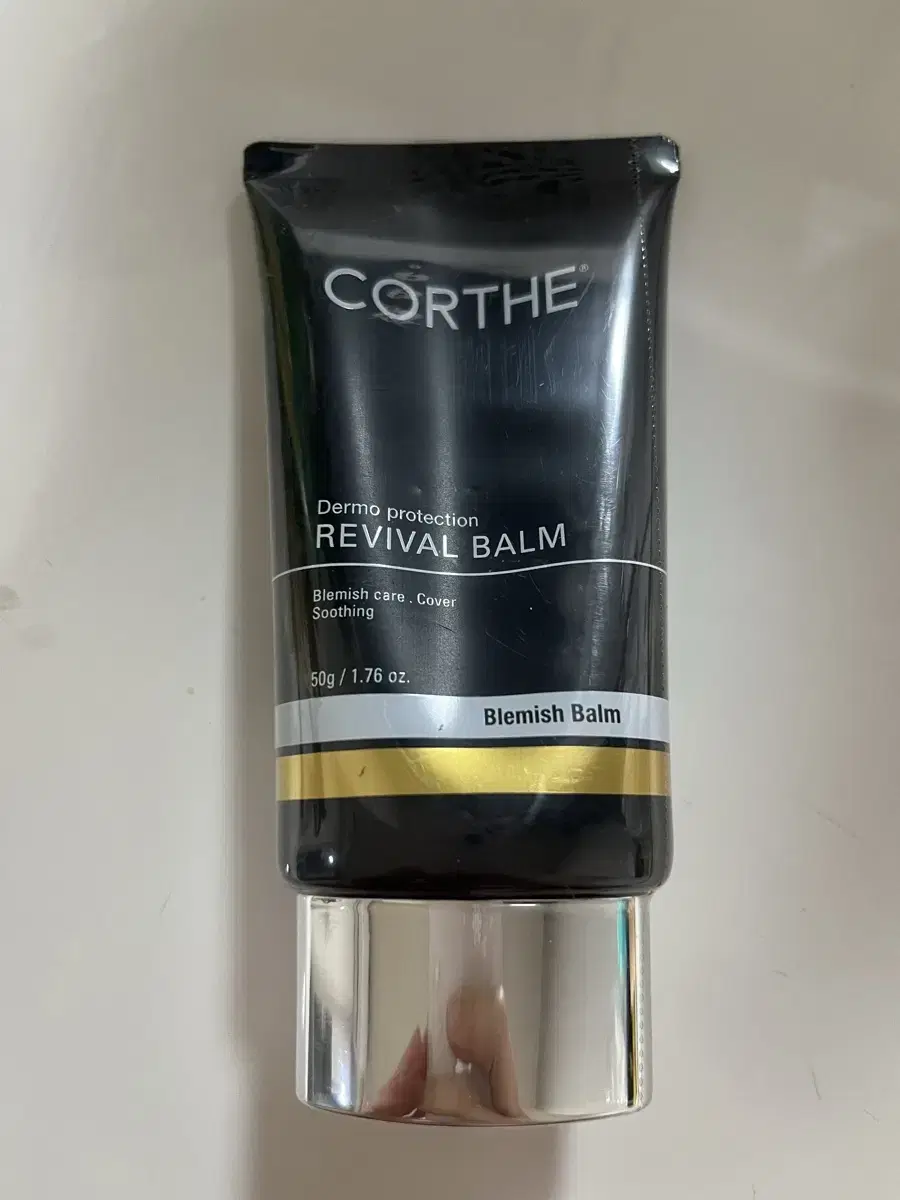 CORTHE®
Dermo protection
REVIVAL BALM
Blemish care . Cover
Soothing
50g / 1.76 oz.
Blemish Balm